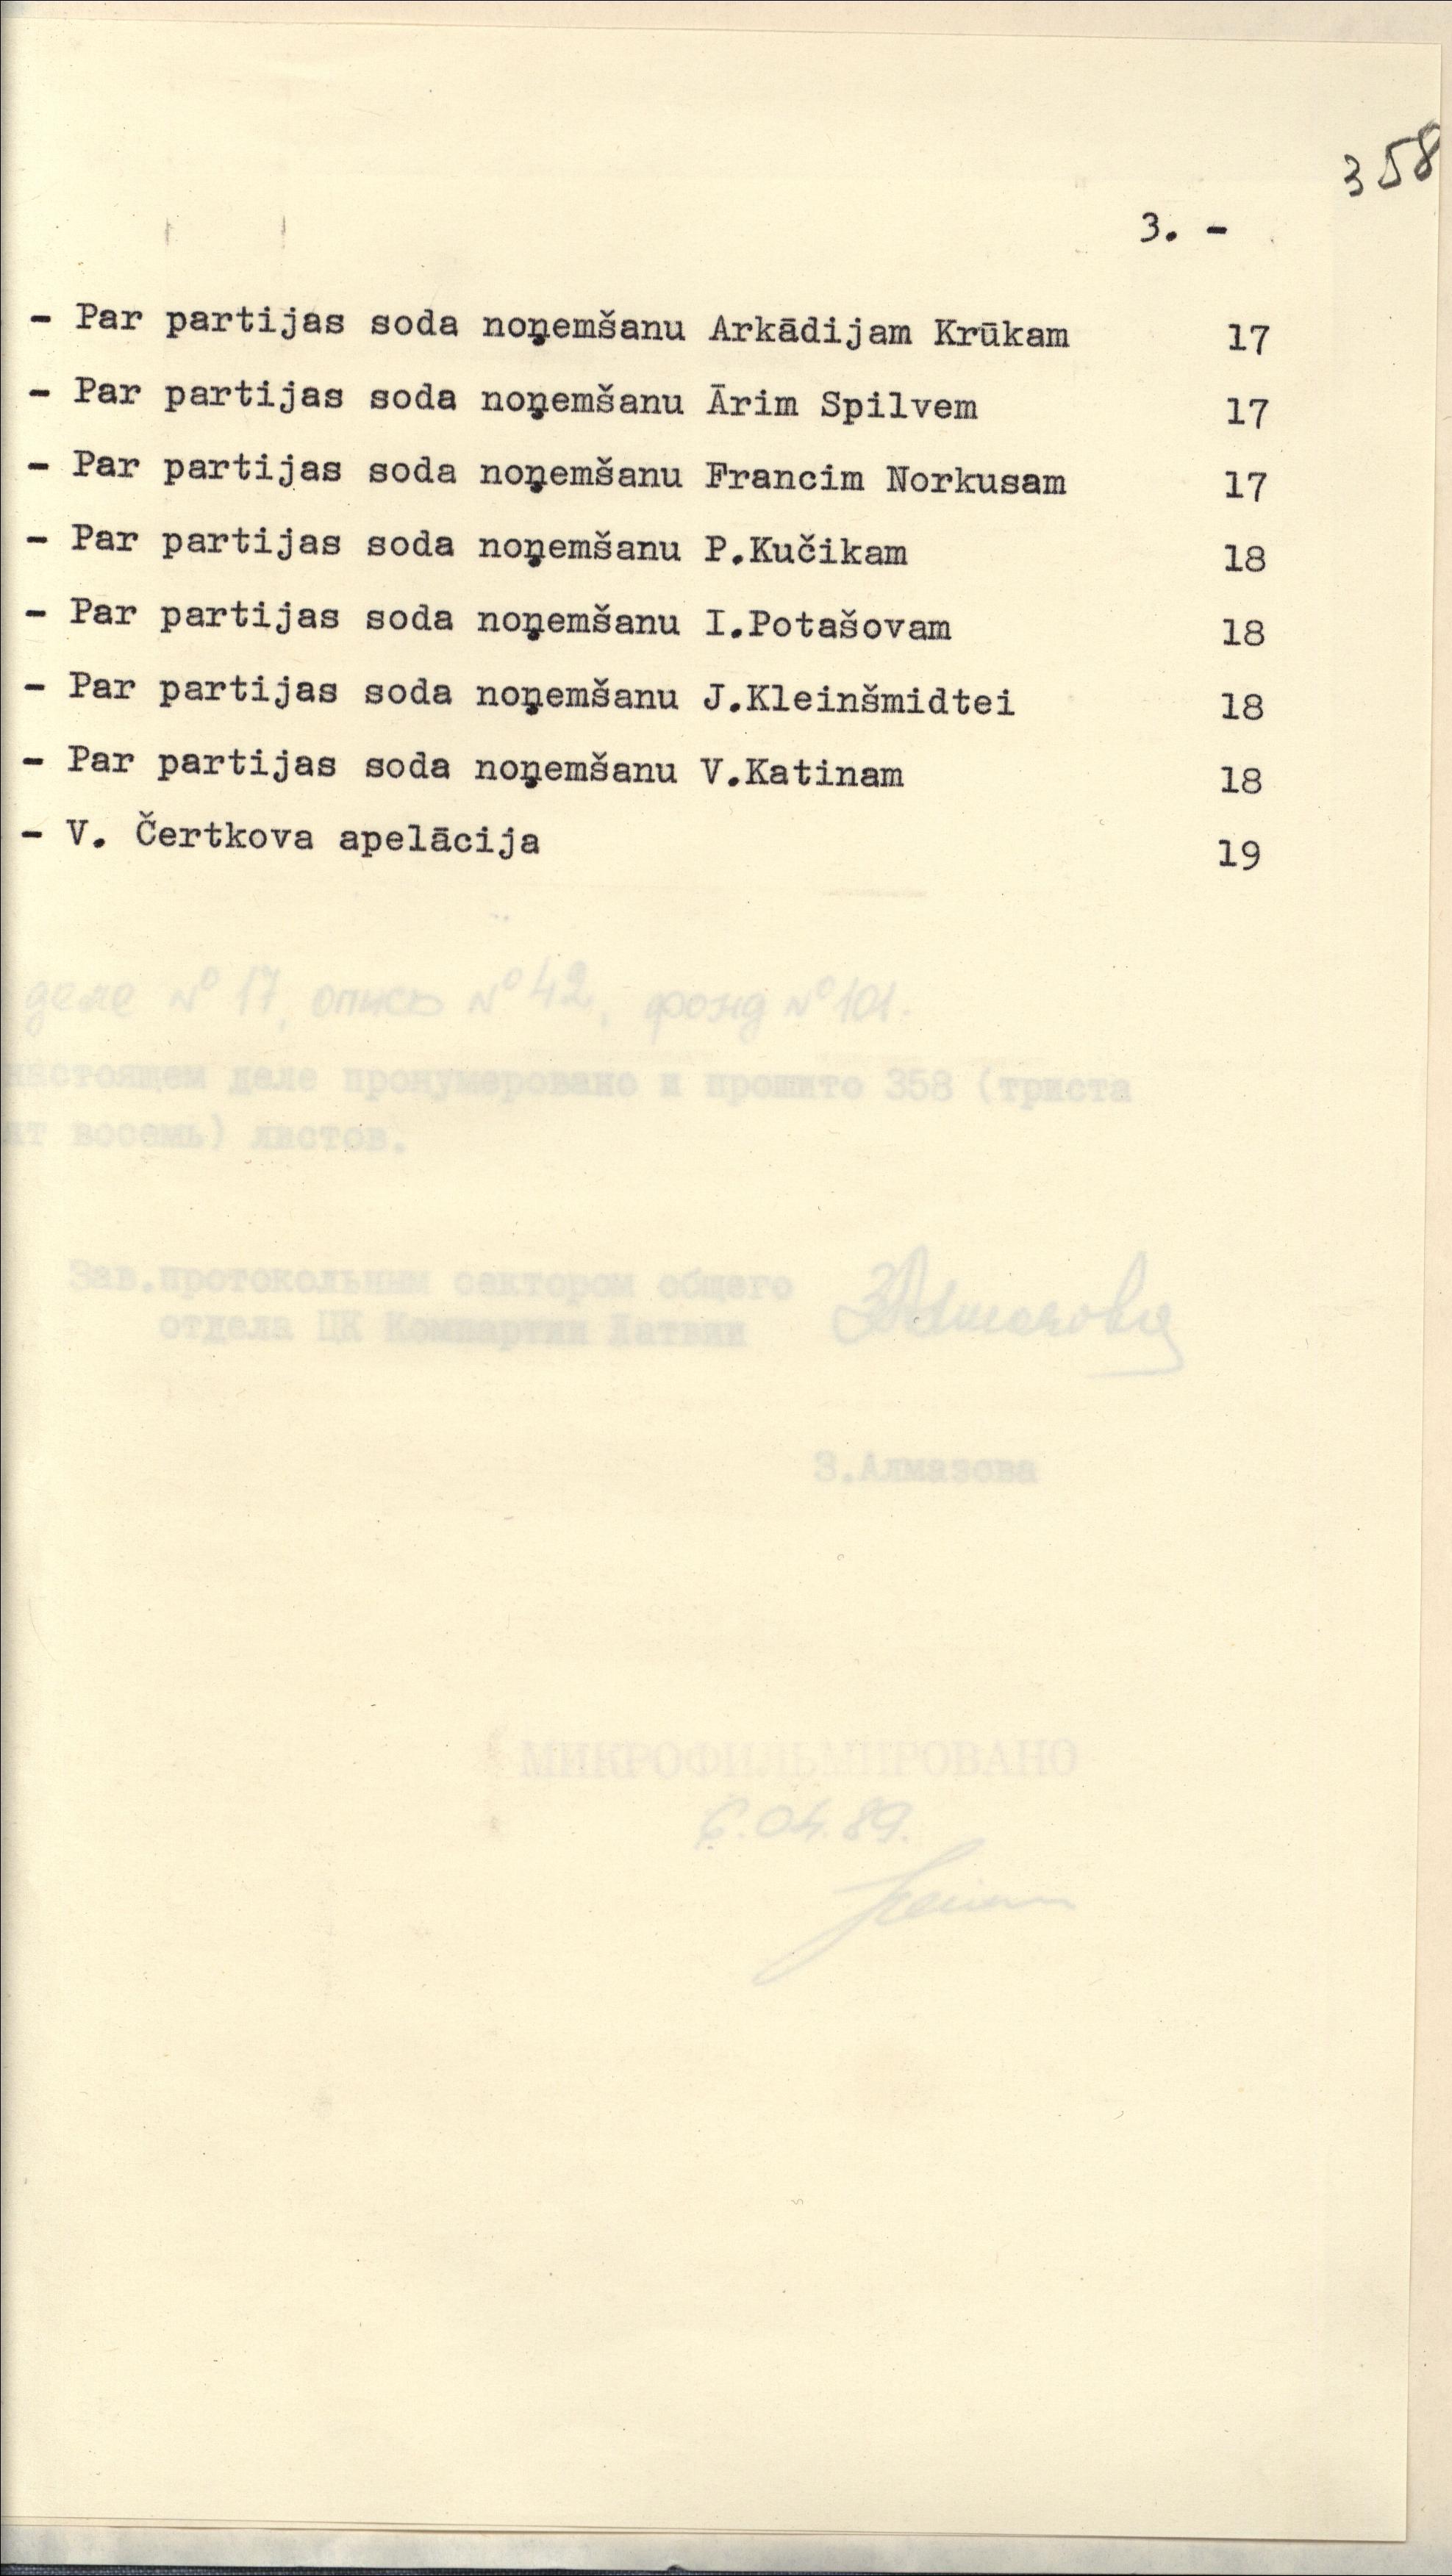 358
3. -
- Par partijas soda noņemšanu Arkādijam Krūkam 17
- Par partijas soda noņemšanu Ārim Spilvem 17
- Par partijas soda noņemšanu Francim Norkusam 17
- Par partijas soda noņemšanu P.Kučikam 18
- Par partijas soda noņemšanu I.Potašovam 18
- Par partijas soda noņemšanu J.Kleinšmidtei 18
- Par partijas soda noņemšanu V.Katinam 18
- V. Čertkova apelācija 19
деле № 17, опись № 42, фонд № 101.
настоящем деле пронумеровано и прошито 358 (триста
ят восемь) листов.
Зав.протокольным сектором общего
отдела ЦК Компартии Латвии
З.Алмазова
МИКРОФИЛЬМИРОВАНО
6.04.89.